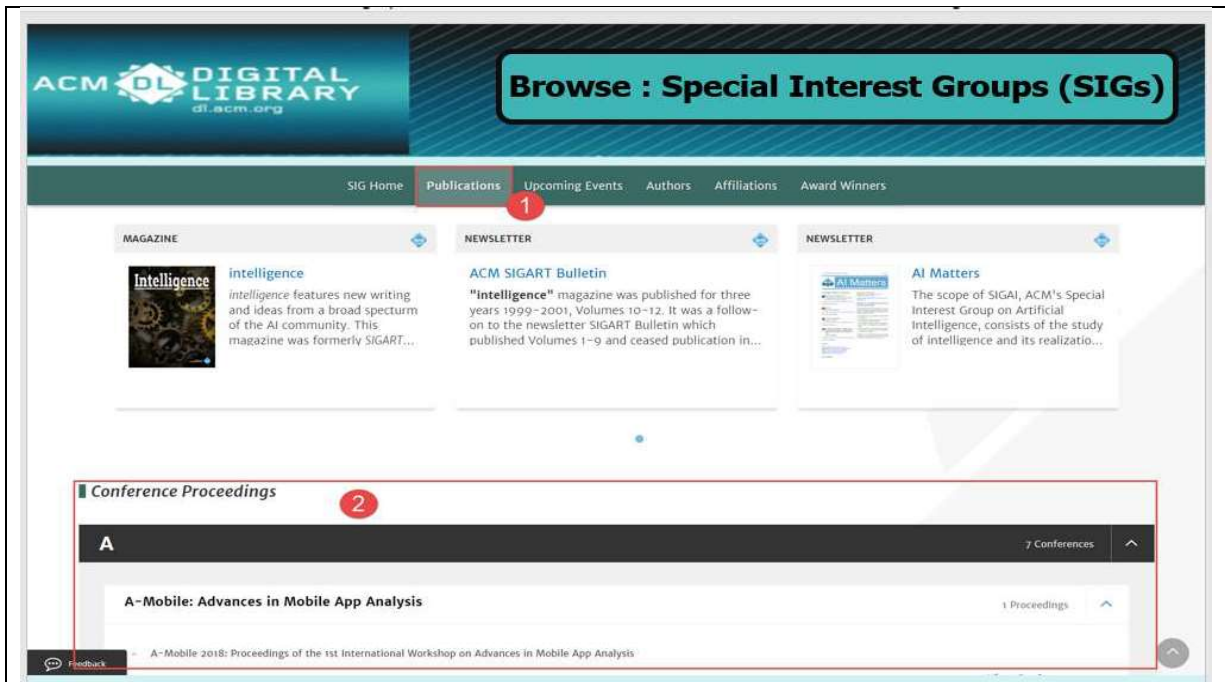 ACM DL DIGITAL
LIBRARY
dl.acm.org
Browse : Special Interest Groups (SIGs)
SIG Home Publications Upcoming Events Authors Affiliations Award Winners
1
MAGAZINE
Intelligence
intelligence
intelligence features new writing
and ideas from a broad specturm
of the AI community. This
magazine was formerly SIGART...
NEWSLETTER
ACM SIGART Bulletin
"intelligence" magazine was published for three
years 1999-2001, Volumes 10-12. It was a follow-
on to the newsletter SIGART Bulletin which
published Volumes 1-9 and ceased publication in...
NEWSLETTER
AI Matters
AI Matters
The scope of SIGAI, ACM's Special
Interest Group on Artificial
Intelligence, consists of the study
of intelligence and its realizatio...
Conference Proceedings
2
A
7 Conferences
A-Mobile: Advances in Mobile App Analysis
1 Proceedings
- A-Mobile 2018: Proceedings of the 1st International Workshop on Advances in Mobile App Analysis
Feedback